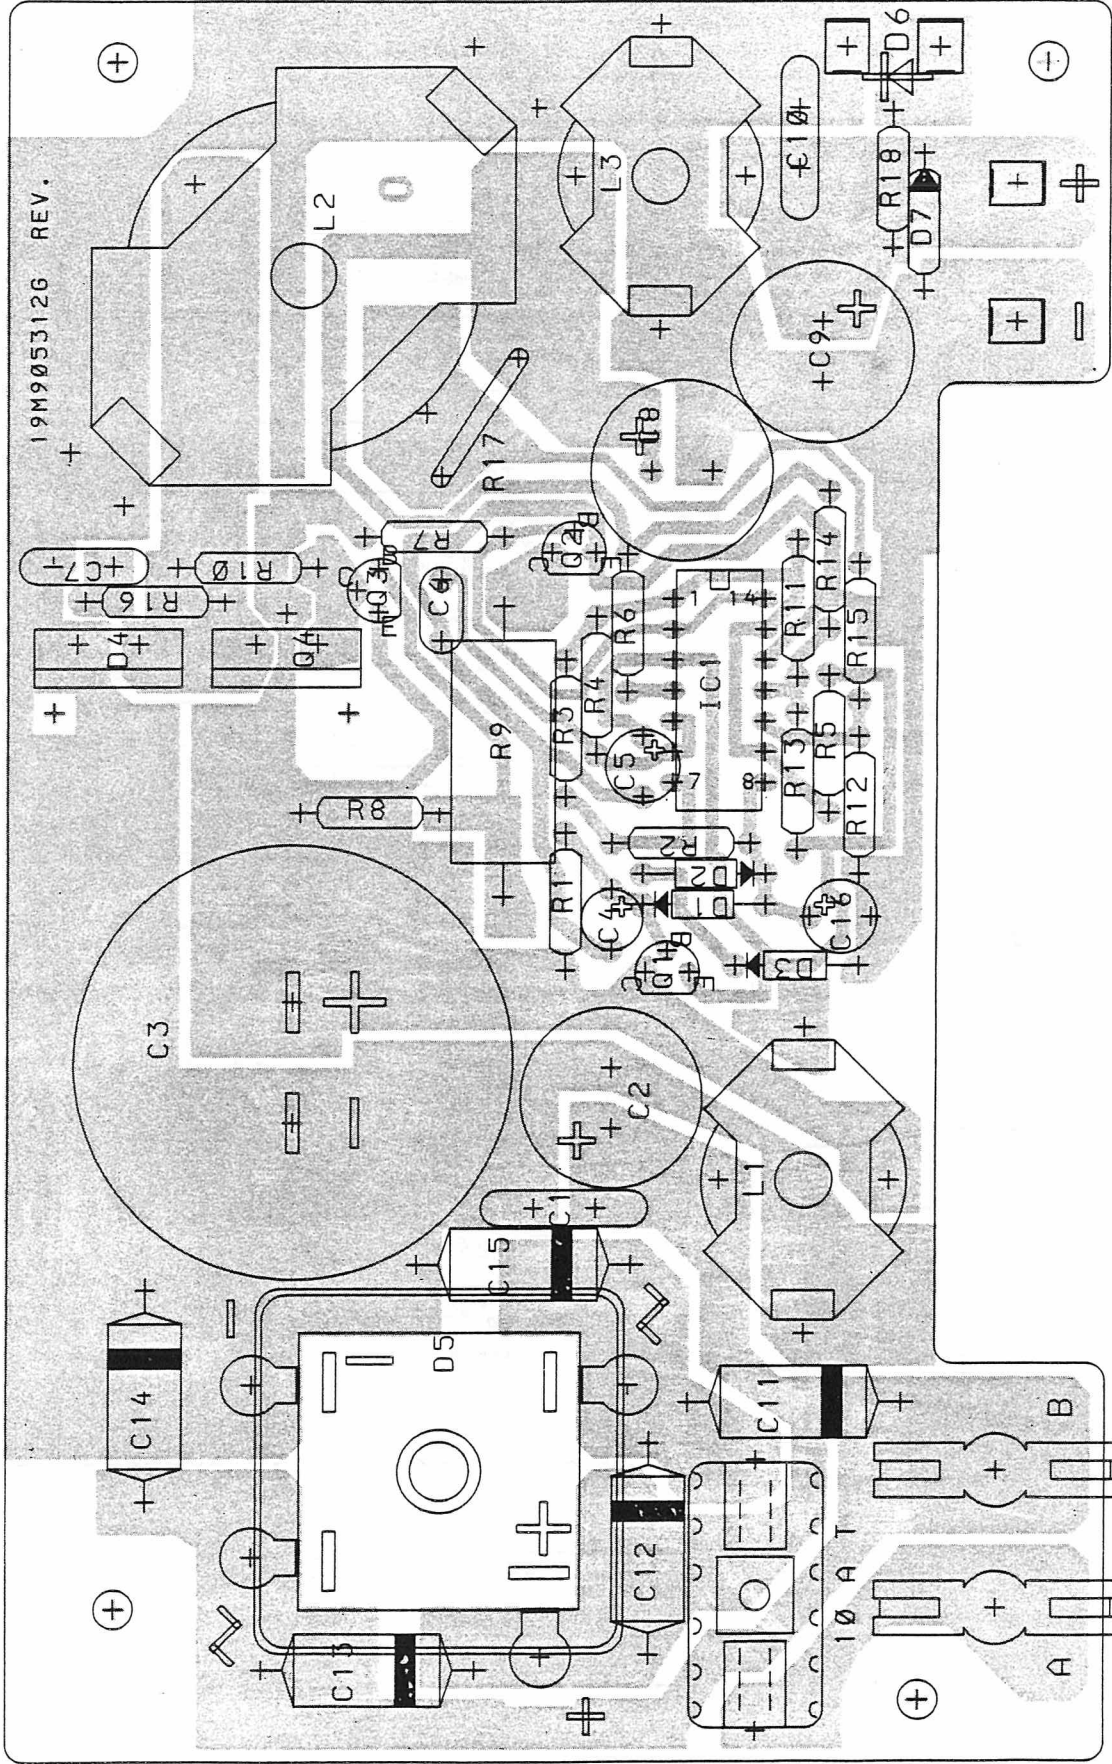 19M9053126 REV.
D6
L2
L3
C10
R18
D7
+
-
C9
C8
R17
C7
R10
R16
D4
Q4
C
Q3
B
E
R7
C6
C
Q2
B
E
R6
R4
R3
R9
R8
C5
1 14
IC1
7 8
R11
R14
R15
R13
R5
R12
R2
D2
D1
R1
C4
C
Q1
B
E
D3
C16
C3
+
-
C2
+
L1
C1
C15
C14
D5
C13
C12
C11
10 A T
B
A